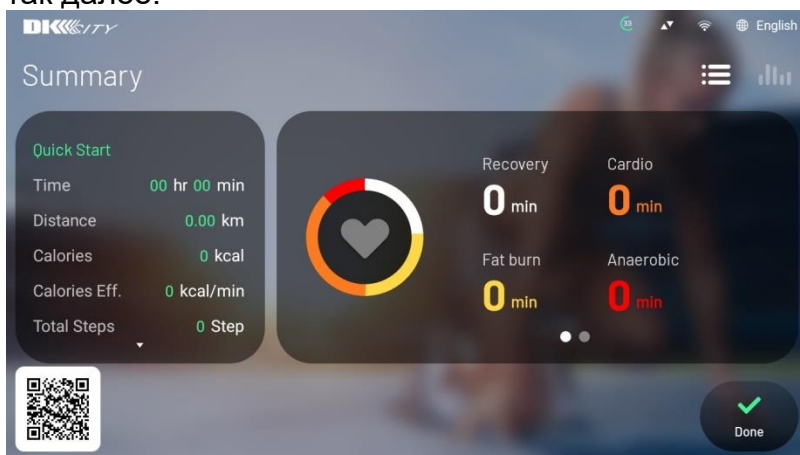 так далее.
DKCITY
33
English
Summary
Quick Start
Time 00 hr 00 min
Distance 0.00 km
Calories 0 kcal
Calories Eff. 0 kcal/min
Total Steps 0 Step
Recovery
0 min
Cardio
0 min
Fat burn
0 min
Anaerobic
0 min
Done